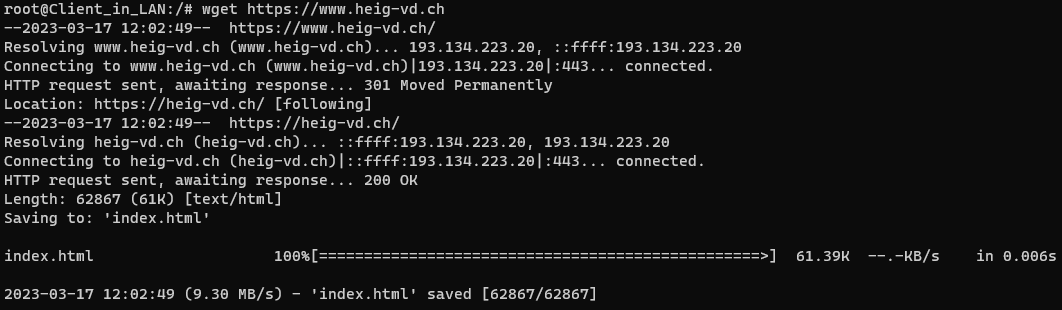 root@Client_in_LAN:/# wget https://www.heig-vd.ch
--2023-03-17 12:02:49--  https://www.heig-vd.ch/
Resolving www.heig-vd.ch (www.heig-vd.ch)... 193.134.223.20, ::ffff:193.134.223.20
Connecting to www.heig-vd.ch (www.heig-vd.ch)|193.134.223.20|:443... connected.
HTTP request sent, awaiting response... 301 Moved Permanently
Location: https://heig-vd.ch/ [following]
--2023-03-17 12:02:49--  https://heig-vd.ch/
Resolving heig-vd.ch (heig-vd.ch)... ::ffff:193.134.223.20, 193.134.223.20
Connecting to heig-vd.ch (heig-vd.ch)|::ffff:193.134.223.20|:443... connected.
HTTP request sent, awaiting response... 200 OK
Length: 62867 (61K) [text/html]
Saving to: 'index.html'

index.html                    100%[=================================================>]  61.39K  --.-KB/s    in 0.006s

2023-03-17 12:02:49 (9.30 MB/s) - 'index.html' saved [62867/62867]